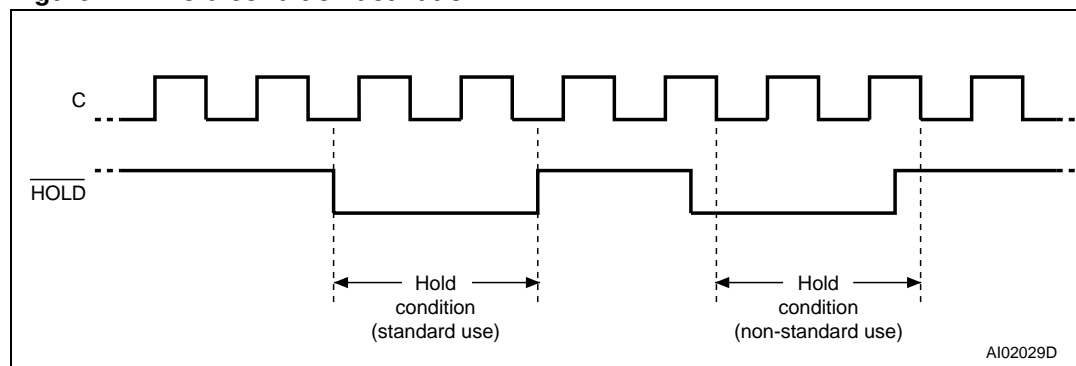 C
HOLD
Hold
condition
(standard use)
Hold
condition
(non-standard use)
AI02029D